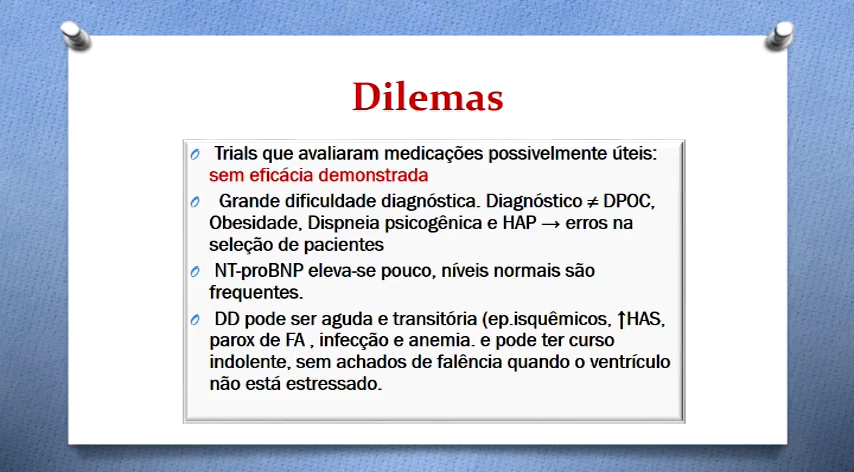 Dilemas
Trials que avaliaram medicações possivelmente úteis:
sem eficácia demonstrada
Grande dificuldade diagnóstica. Diagnóstico ≠ DPOC,
Obesidade, Dispneia psicogênica e HAP → erros na
seleção de pacientes
NT-proBNP eleva-se pouco, níveis normais são
frequentes.
DD pode ser aguda e transitória (ep.isquêmicos, ↑HAS,
parox de FA , infecção e anemia. e pode ter curso
indolente, sem achados de falência quando o ventrículo
não está estressado.